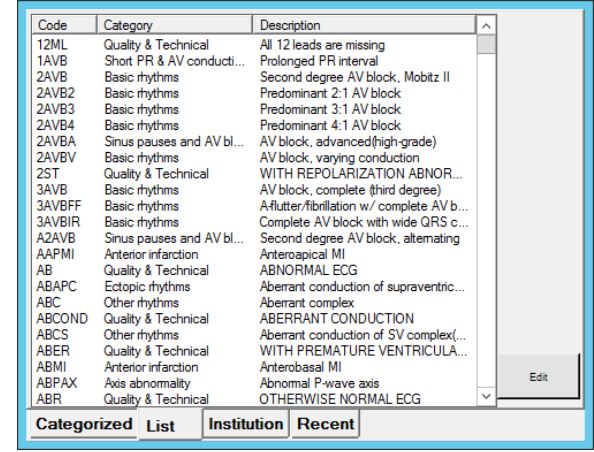 Code Category Description
12ML Quality & Technical All 12 leads are missing
1AVB Short PR & AV conducti... Prolonged PR interval
2AVB Basic rhythms Second degree AV block, Mobitz II
2AVB2 Basic rhythms Predominant 2:1 AV block
2AVB3 Basic rhythms Predominant 3:1 AV block
2AVB4 Basic rhythms Predominant 4:1 AV block
2AVBA Sinus pauses and AV bl... AV block, advanced(high-grade)
2AVBV Basic rhythms AV block, varying conduction
2ST Quality & Technical WITH REPOLARIZATION ABNOR...
3AVB Basic rhythms AV block, complete (third degree)
3AVBFF Basic rhythms A-flutter/fibrillation w/ complete AV b...
3AVBIR Basic rhythms Complete AV block with wide QRS c...
A2AVB Sinus pauses and AV bl... Second degree AV block, alternating
AAPMI Anterior infarction Anteroapical MI
AB Quality & Technical ABNORMAL ECG
ABAPC Ectopic rhythms Aberrant conduction of supraventric...
ABC Other rhythms Aberrant complex
ABCOND Quality & Technical ABERRANT CONDUCTION
ABCS Other rhythms Aberrant conduction of SV complex(...
ABER Quality & Technical WITH PREMATURE VENTRICULA...
ABMI Anterior infarction Anterobasal MI
ABPAX Axis abnormality Abnormal P-wave axis
ABR Quality & Technical OTHERWISE NORMAL ECG
Edit
Categorized List Institution Recent